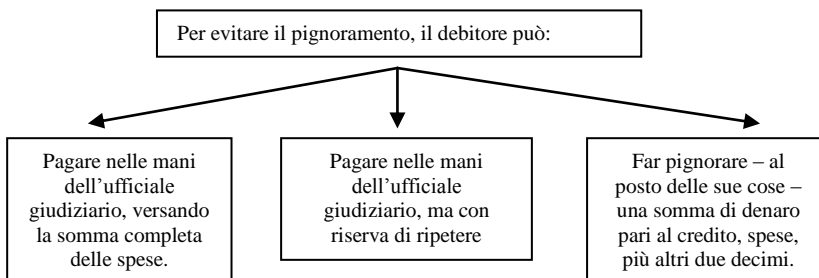 Per evitare il pignoramento, il debitore può:
Pagare nelle mani
dell'ufficiale
giudiziario, versando
la somma completa
delle spese.
Pagare nelle mani
dell'ufficiale
giudiziario, ma con
riserva di ripetere
Far pignorare – al
posto delle sue cose –
una somma di denaro
pari al credito, spese,
più altri due decimi.